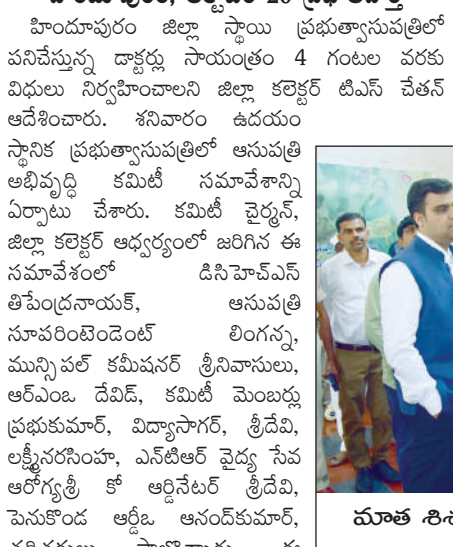 హిందూపురం జిల్లా స్థాయి ప్రభుత్వాసుపత్రిలో
పనిచేస్తున్న డాక్టర్లు సాయంత్రం 4 గంటల వరకు
విధులు నిర్వహించాలని జిల్లా కలెక్టర్ టిఎస్ చేతన్
ఆదేశించారు. శనివారం ఉదయం
స్థానిక ప్రభుత్వాసుపత్రిలో ఆసుపత్రి
అభివృద్ధి కమిటీ సమావేశాన్ని
ఏర్పాటు చేశారు. కమిటీ చైర్మన్,
జిల్లా కలెక్టర్ ఆధ్వర్యంలో జరిగిన ఈ
సమావేశంలో డిసిహెచ్ఎస్
తిపేంద్రనాయక్, ఆసుపత్రి
సూపరింటెండెంట్ లింగన్న,
మున్సిపల్ కమీషనర్ శ్రీనివాసులు,
ఆర్ఎంఒ దేవిడ్, కమిటీ మెంబర్లు
ప్రభుకుమార్, విద్యాసాగర్, శ్రీదేవి,
లక్ష్మీనరసింహ, ఎన్‌టిఆర్ వైద్య సేవ
ఆరోగ్యశ్రీ కో ఆర్డినేటర్ శ్రీదేవి,
పెనుకొండ ఆర్డీఒ ఆనంద్‌కుమార్,
మాత